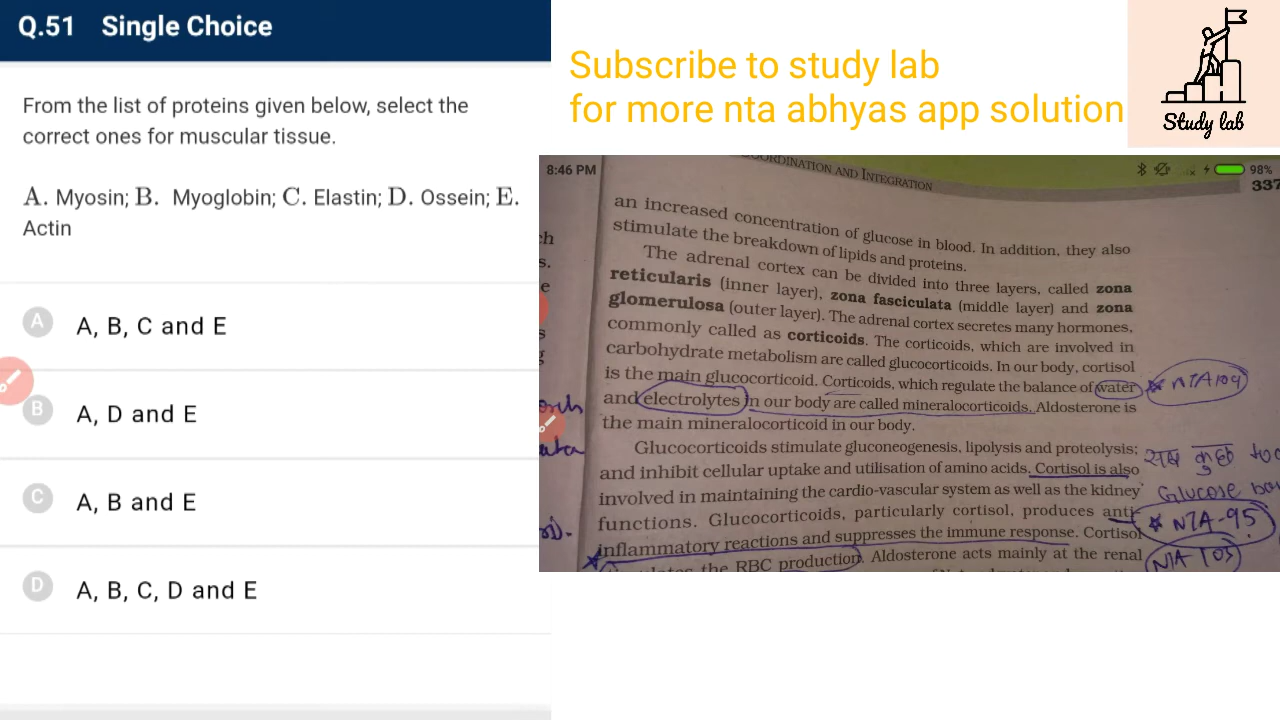 Q.51 Single Choice
From the list of proteins given below, select the
correct ones for muscular tissue.
A. Myosin; B. Myoglobin; C. Elastin; D. Ossein; E.
Actin
A
A, B, C and E
B
A, D and E
C
A, B and E
D
A, B, C, D and E
Subscribe to study lab
for more nta abhyas app solution
Study lab
8:46 PM
98%
COORDINATION AND INTEGRATION
337
an increased concentration of glucose in blood. In addition, they also
stimulate the breakdown of lipids and proteins.
The adrenal cortex can be divided into three layers, called zona
reticularis (inner layer), zona fasciculata (middle layer) and zona
glomerulosa (outer layer). The adrenal cortex secretes many hormones,
commonly called as corticoids. The corticoids, which are involved in
carbohydrate metabolism are called glucocorticoids. In our body, cortisol
is the main glucocorticoid. Corticoids, which regulate the balance of water
and electrolytes in our body are called mineralocorticoids. Aldosterone is
the main mineralocorticoid in our body.
Glucocorticoids stimulate gluconeogenesis, lipolysis and proteolysis;
and inhibit cellular uptake and utilisation of amino acids. Cortisol is also
involved in maintaining the cardio-vascular system as well as the kidney
functions. Glucocorticoids, particularly cortisol, produces anti-
inflammatory reactions and suppresses the immune response. Cortisol
the RBC production. Aldosterone acts mainly at the renal
NTA 104
सब कुछ
Glucose
NTA-95
NTA 105